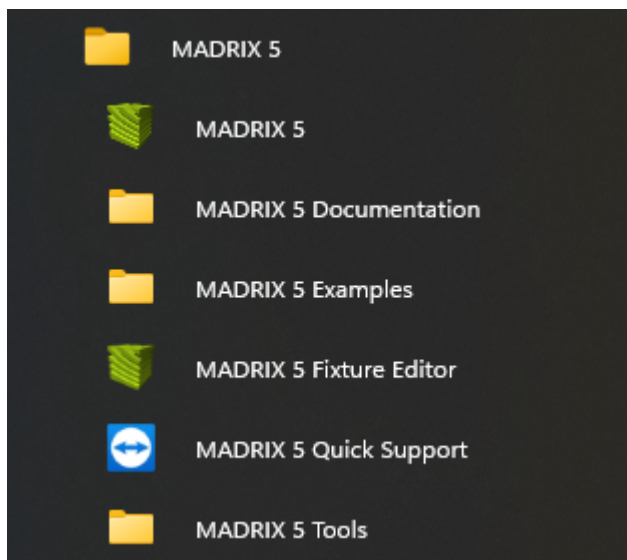 MADRIX 5
MADRIX 5
MADRIX 5 Documentation
MADRIX 5 Examples
MADRIX 5 Fixture Editor
MADRIX 5 Quick Support
MADRIX 5 Tools